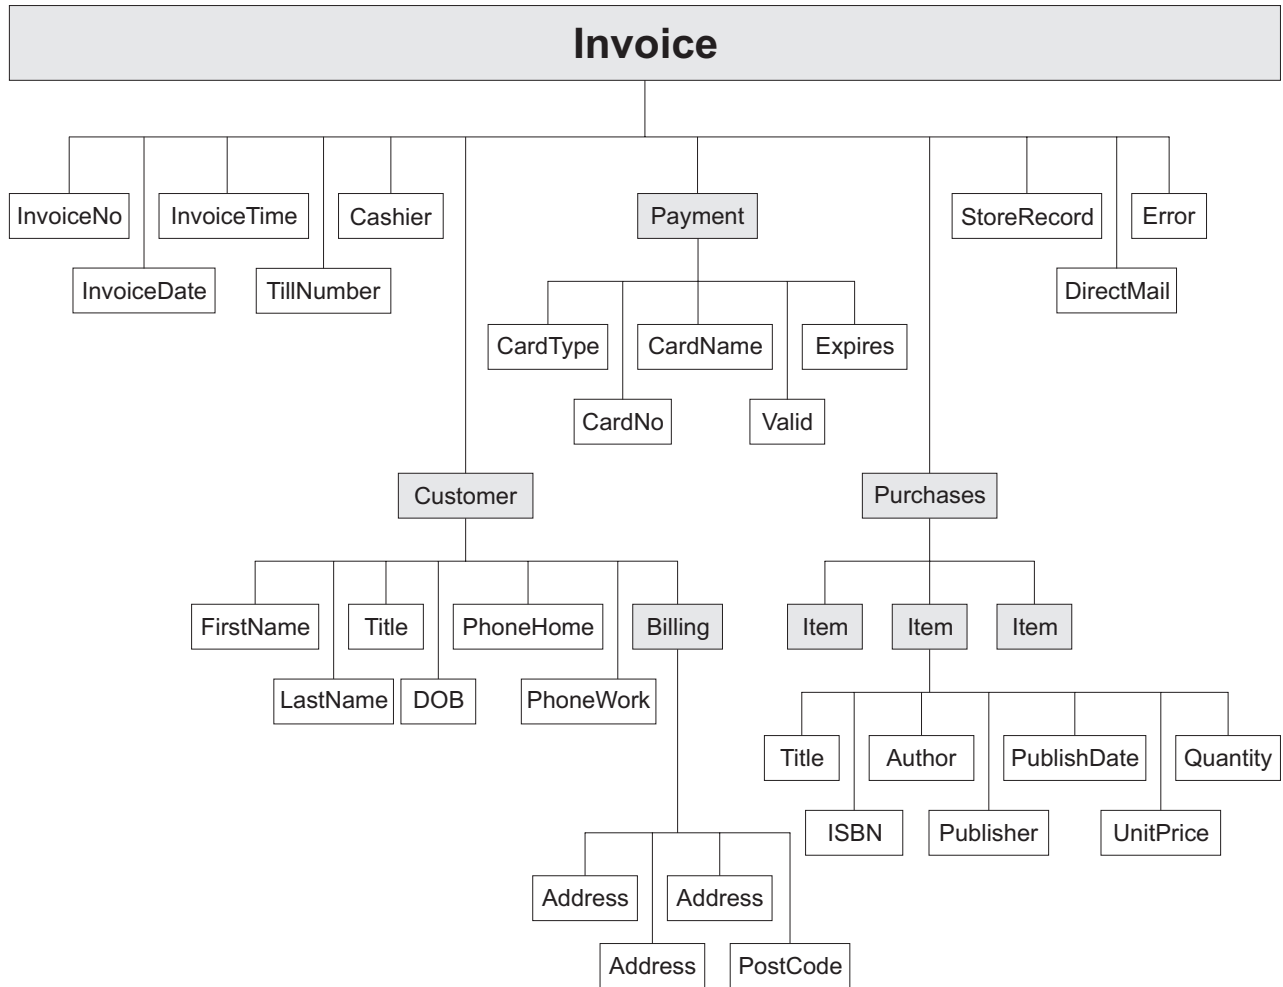 Invoice
InvoiceNo
InvoiceTime
Cashier
Payment
StoreRecord
Error
InvoiceDate
TillNumber
DirectMail
CardType
CardName
Expires
CardNo
Valid
Customer
Purchases
FirstName
Title
PhoneHome
Billing
Item
Item
Item
LastName
DOB
PhoneWork
Title
Author
PublishDate
Quantity
ISBN
Publisher
UnitPrice
Address
Address
Address
PostCode